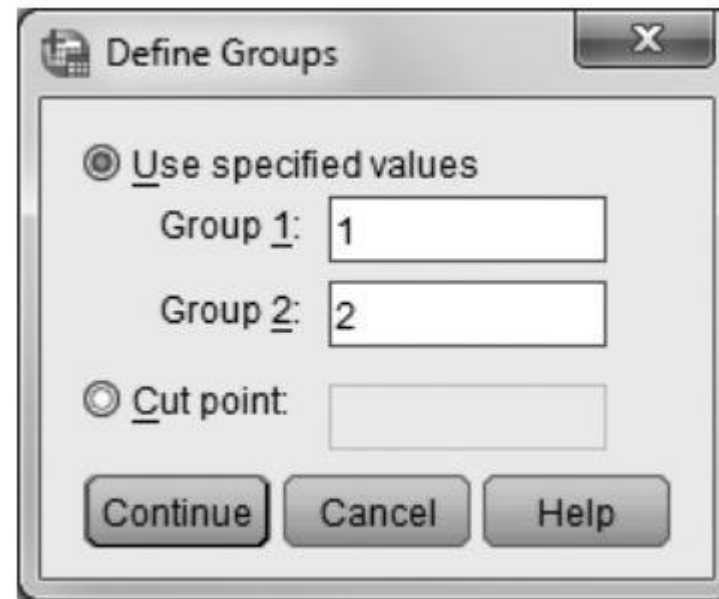 Define Groups
Use specified values
Group 1: 1
Group 2: 2
Cut point:
Continue Cancel Help